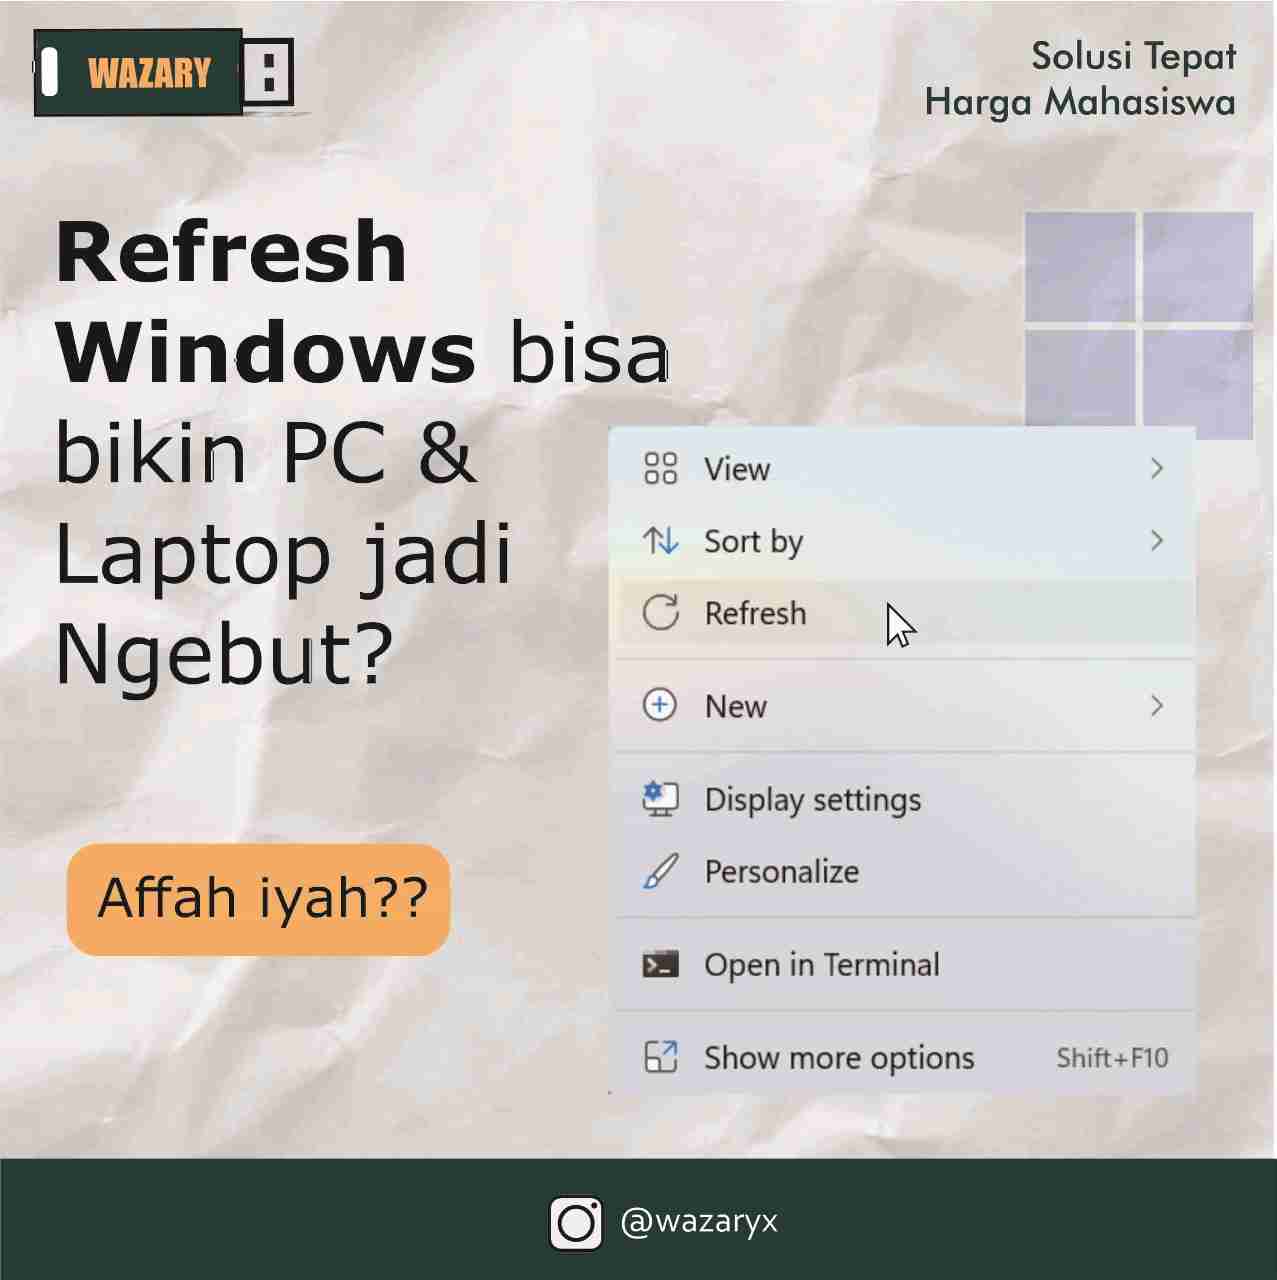 WAZARY
Solusi Tepat
Harga Mahasiswa
Refresh
Windows bisa
bikin PC &
Laptop jadi
Ngebut?
Affah iyah??
View
Sort by
Refresh
New
Display settings
Personalize
Open in Terminal
Show more options Shift+F10
@wazaryx